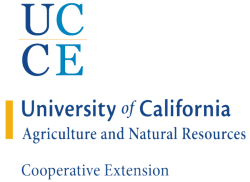 UC
CE
University of California
Agriculture and Natural Resources
Cooperative Extension